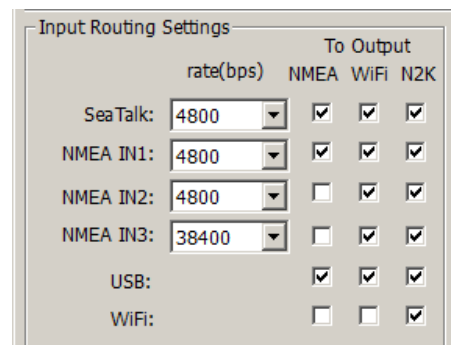 Input Routing Settings
To Output
rate(bps) NMEA WiFi N2K
SeaTalk: 4800
NMEA IN1: 4800
NMEA IN2: 4800
NMEA IN3: 38400
USB:
WiFi: